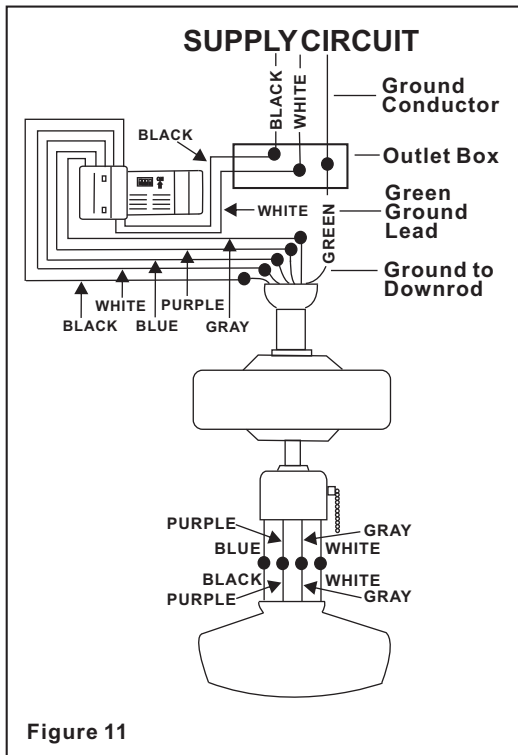 SUPPLY CIRCUIT
BLACK
WHITE
Ground
Conductor
BLACK
Outlet Box
WHITE
Green
Ground
Lead
GREEN
Ground to
Downrod
PURPLE
WHITE
BLACK
BLUE
GRAY
PURPLE
GRAY
BLUE
WHITE
BLACK
WHITE
PURPLE
GRAY
Figure 11